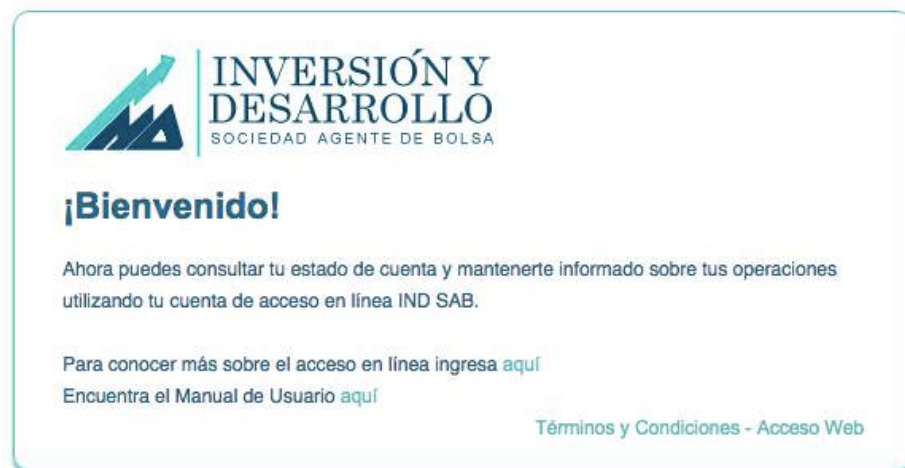 INVERSIÓN Y
DESARROLLO
SOCIEDAD AGENTE DE BOLSA
¡Bienvenido!
Ahora puedes consultar tu estado de cuenta y mantenerte informado sobre tus operaciones
utilizando tu cuenta de acceso en línea IND SAB.
Para conocer más sobre el acceso en línea ingresa aquí
Encuentra el Manual de Usuario aquí
Términos y Condiciones - Acceso Web